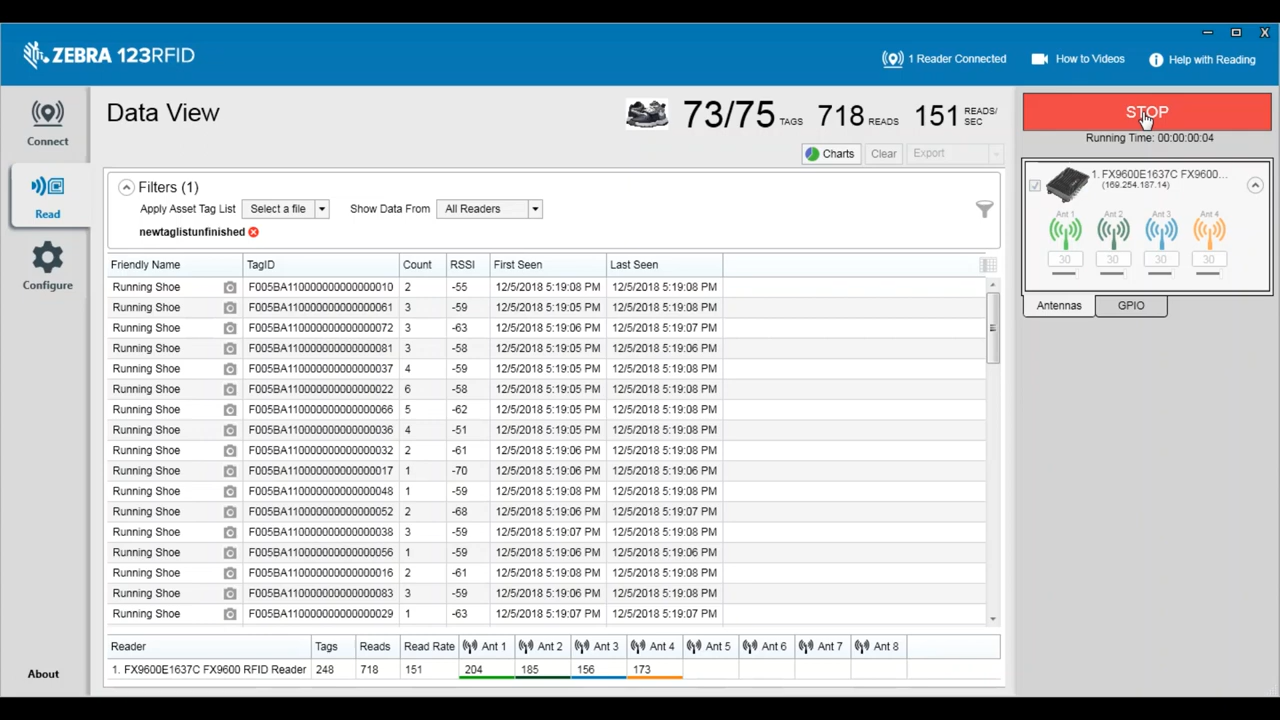 ZEBRA 123RFID
1 Reader Connected
How to Videos
Help with Reading
Connect
Read
Configure
About
Data View
73/75 TAGS 718 READS 151 READS/
SEC
Charts
Clear
Export
Filters (1)
Apply Asset Tag List Select a file Show Data From All Readers
newtaglistunfinished
Friendly Name TagID Count RSSI First Seen Last Seen
Running Shoe F005BA110000000000000010 2 -55 12/5/2018 5:19:08 PM 12/5/2018 5:19:08 PM
Running Shoe F005BA110000000000000061 3 -59 12/5/2018 5:19:05 PM 12/5/2018 5:19:08 PM
Running Shoe F005BA110000000000000072 3 -63 12/5/2018 5:19:06 PM 12/5/2018 5:19:07 PM
Running Shoe F005BA110000000000000081 3 -58 12/5/2018 5:19:05 PM 12/5/2018 5:19:06 PM
Running Shoe F005BA110000000000000037 4 -59 12/5/2018 5:19:05 PM 12/5/2018 5:19:08 PM
Running Shoe F005BA110000000000000022 6 -58 12/5/2018 5:19:05 PM 12/5/2018 5:19:08 PM
Running Shoe F005BA110000000000000066 5 -62 12/5/2018 5:19:05 PM 12/5/2018 5:19:08 PM
Running Shoe F005BA110000000000000036 4 -51 12/5/2018 5:19:06 PM 12/5/2018 5:19:08 PM
Running Shoe F005BA110000000000000032 2 -61 12/5/2018 5:19:06 PM 12/5/2018 5:19:08 PM
Running Shoe F005BA110000000000000017 1 -70 12/5/2018 5:19:06 PM 12/5/2018 5:19:06 PM
Running Shoe F005BA110000000000000048 1 -59 12/5/2018 5:19:08 PM 12/5/2018 5:19:08 PM
Running Shoe F005BA110000000000000052 2 -68 12/5/2018 5:19:06 PM 12/5/2018 5:19:07 PM
Running Shoe F005BA110000000000000038 3 -59 12/5/2018 5:19:07 PM 12/5/2018 5:19:08 PM
Running Shoe F005BA110000000000000056 1 -59 12/5/2018 5:19:06 PM 12/5/2018 5:19:06 PM
Running Shoe F005BA110000000000000016 2 -61 12/5/2018 5:19:08 PM 12/5/2018 5:19:08 PM
Running Shoe F005BA110000000000000083 3 -59 12/5/2018 5:19:06 PM 12/5/2018 5:19:08 PM
Running Shoe F005BA110000000000000029 1 -63 12/5/2018 5:19:07 PM 12/5/2018 5:19:07 PM
Reader Tags Reads Read Rate Ant 1 Ant 2 Ant 3 Ant 4 Ant 5 Ant 6 Ant 7 Ant 8
1. FX9600E1637C FX9600 RFID Reader 248 718 151 204 185 156 173
STOP
Running Time: 00:00:00:04
1. FX9600E1637C FX9600...
(169.254.187.14)
Ant 1 Ant 2 Ant 3 Ant 4
30 30 30 30
Antennas GPIO